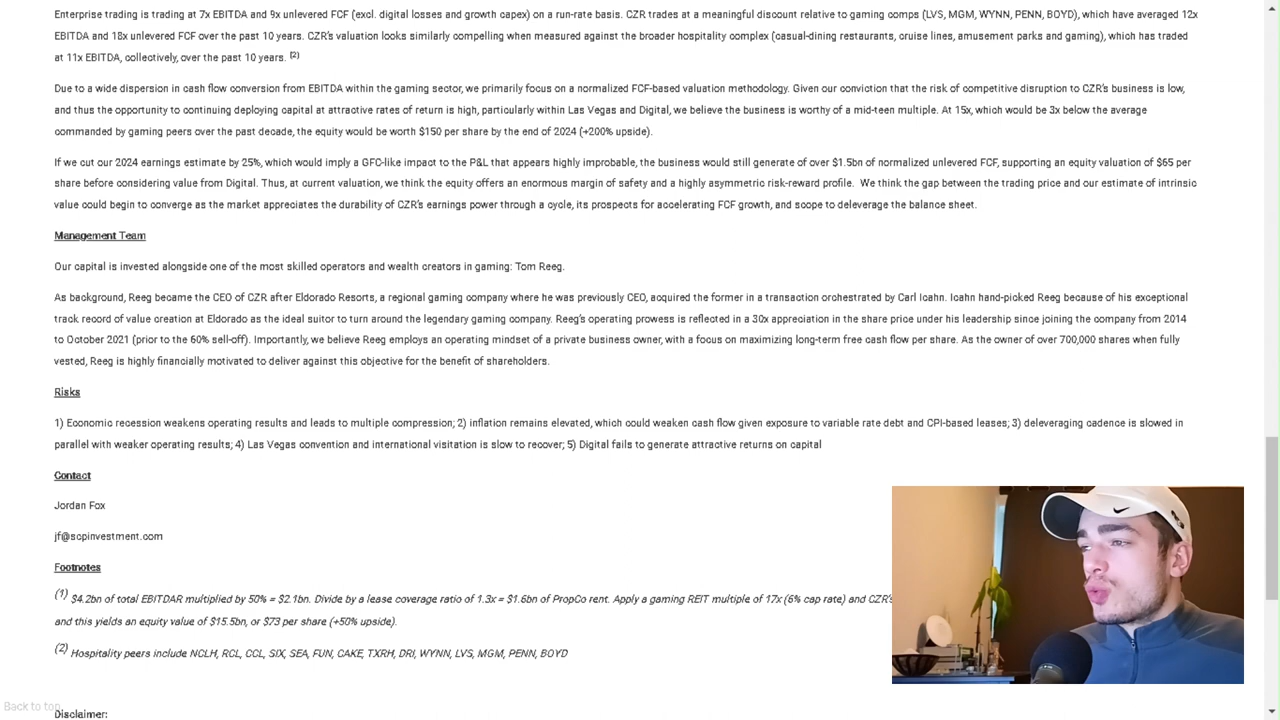 Enterprise trading is trading at 7x EBITDA and 9x unlevered FCF (excl. digital losses and growth capex) on a run-rate basis. CZR trades at a meaningful discount relative to gaming comps (LVS, MGM, WYNN, PENN, BOYD), which have averaged 12x
EBITDA and 18x unlevered FCF over the past 10 years. CZR's valuation looks similarly compelling when measured against the broader hospitality complex (casual-dining restaurants, cruise lines, amusement parks and gaming), which has traded
at 11x EBITDA, collectively, over the past 10 years. (2)
Due to a wide dispersion in cash flow conversion from EBITDA within the gaming sector, we primarily focus on a normalized FCF-based valuation methodology. Given our conviction that the risk of competitive disruption to CZR's business is low,
and thus the opportunity to continuing deploying capital at attractive rates of return is high, particularly within Las Vegas and Digital, we believe the business is worthy of a mid-teen multiple. At 15x, which would be 3x below the average
commanded by gaming peers over the past decade, the equity would be worth $150 per share by the end of 2024 (+200% upside).
If we cut our 2024 earnings estimate by 25%, which would imply a GFC-like impact to the P&L that appears highly improbable, the business would still generate of over $1.5bn of normalized unlevered FCF, supporting an equity valuation of $65 per
share before considering value from Digital. Thus, at current valuation, we think the equity offers an enormous margin of safety and a highly asymmetric risk-reward profile.  We think the gap between the trading price and our estimate of intrinsic
value could begin to converge as the market appreciates the durability of CZR's earnings power through a cycle, its prospects for accelerating FCF growth, and scope to deleverage the balance sheet.
Management Team
Our capital is invested alongside one of the most skilled operators and wealth creators in gaming: Tom Reeg.
As background, Reeg became the CEO of CZR after Eldorado Resorts, a regional gaming company where he was previously CEO, acquired the former in a transaction orchestrated by Carl Icahn. Icahn hand-picked Reeg because of his exceptional
track record of value creation at Eldorado as the ideal suitor to turn around the legendary gaming company. Reeg's operating prowess is reflected in a 30x appreciation in the share price under his leadership since joining the company from 2014
to October 2021 (prior to the 60% sell-off). Importantly, we believe Reeg employs an operating mindset of a private business owner, with a focus on maximizing long-term free cash flow per share. As the owner of over 700,000 shares when fully
vested, Reeg is highly financially motivated to deliver against this objective for the benefit of shareholders.
Risks
1) Economic recession weakens operating results and leads to multiple compression; 2) inflation remains elevated, which could weaken cash flow given exposure to variable rate debt and CPI-based leases; 3) deleveraging cadence is slowed in
parallel with weaker operating results; 4) Las Vegas convention and international visitation is slow to recover; 5) Digital fails to generate attractive returns on capital
Contact
Jordan Fox
jf@scpinvestment.com
Footnotes
(1) $4.2bn of total EBITDAR multiplied by 50% = $2.1bn. Divide by a lease coverage ratio of 1.3x = $1.6bn of PropCo rent. Apply a gaming REIT multiple of 17x (6% cap rate) and CZR's
and this yields an equity value of $15.5bn, or $73 per share (+50% upside).
(2) Hospitality peers include NCLH, RCL, CCL, SIX, SEA, FUN, CAKE, TXRH, DRI, WYNN, LVS, MGM, PENN, BOYD
Back to top
Disclaimer: